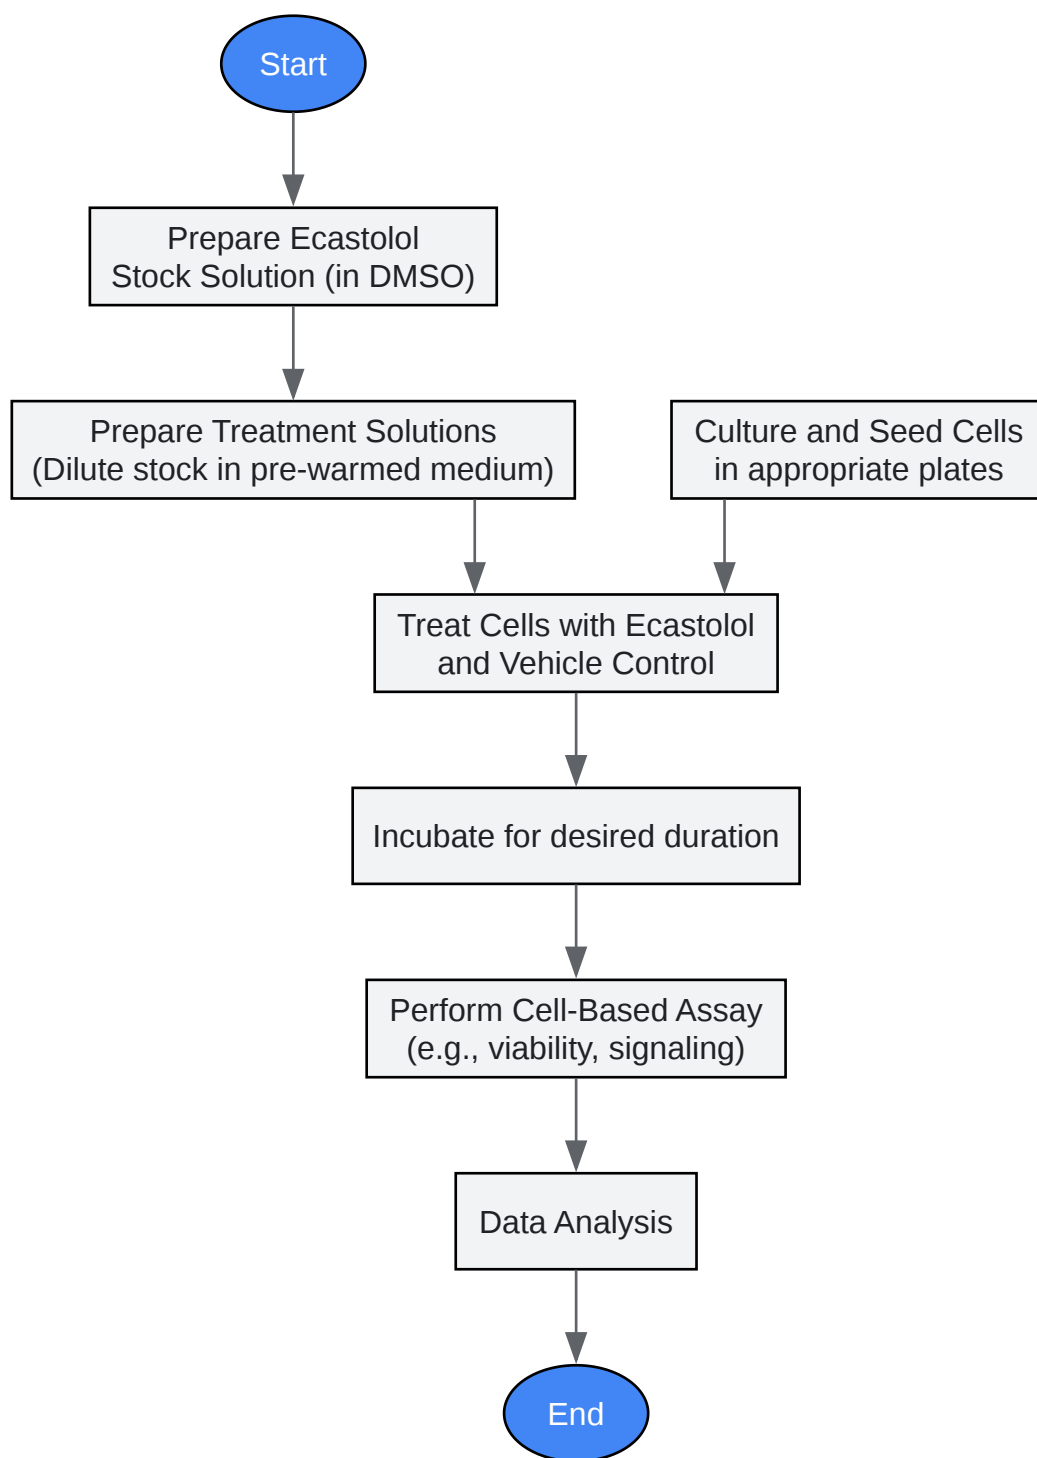 Start
Prepare Ecastolol
Stock Solution (in DMSO)
Prepare Treatment Solutions
(Dilute stock in pre-warmed medium)
Culture and Seed Cells
in appropriate plates
Treat Cells with Ecastolol
and Vehicle Control
Incubate for desired duration
Perform Cell-Based Assay
(e.g., viability, signaling)
Data Analysis
End